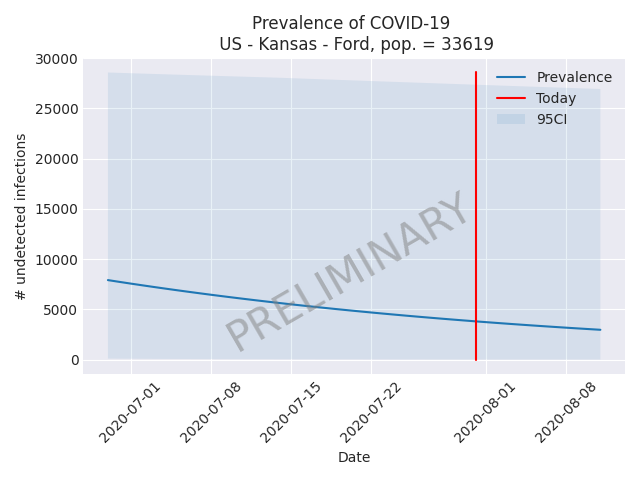 Prevalence of COVID-19
US - Kansas - Ford, pop. = 33619
# undetected infections
30000
25000
20000
15000
10000
5000
0
Prevalence
Today
95CI
PRELIMINARY
2020-07-01
2020-07-08
2020-07-15
2020-07-22
2020-08-01
2020-08-08
Date